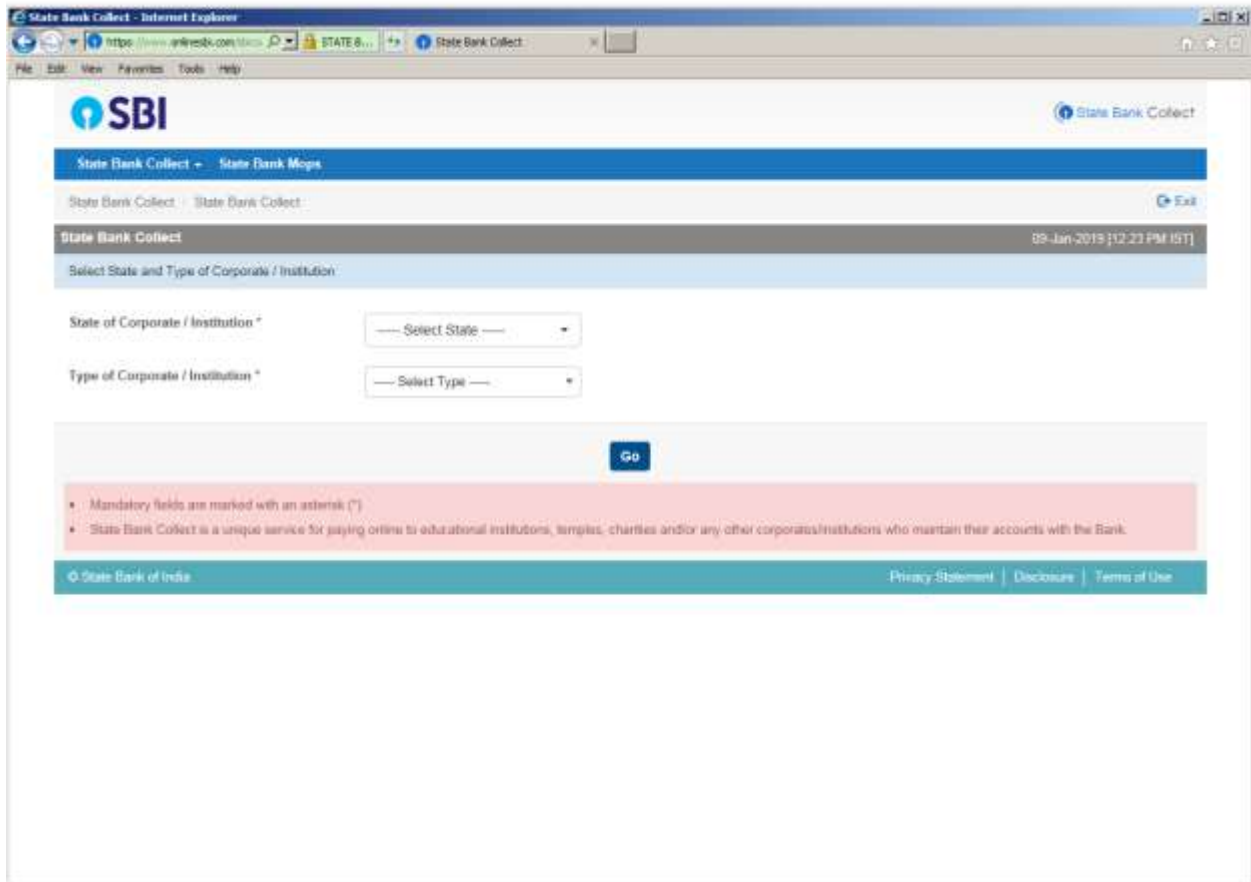 State Bank Collect - Internet Explorer
https://www.onlinesbi.com STATE B... State Bank Collect
File Edit View Favorites Tools Help
SBI
State Bank Collect
State Bank Collect State Bank Mops
State Bank Collect State Bank Collect
Exit
State Bank Collect 09-Jan-2019 [12:23 PM IST]
Select State and Type of Corporate / Institution
State of Corporate / Institution *
----- Select State -----
Type of Corporate / Institution *
----- Select Type -----
Go
• Mandatory fields are marked with an asterisk (*)
• State Bank Collect is a unique service for paying online to educational institutions, temples, charities and/or any other corporates/institutions who maintain their accounts with the Bank.
© State Bank of India
Privacy Statement | Disclosure | Terms of Use